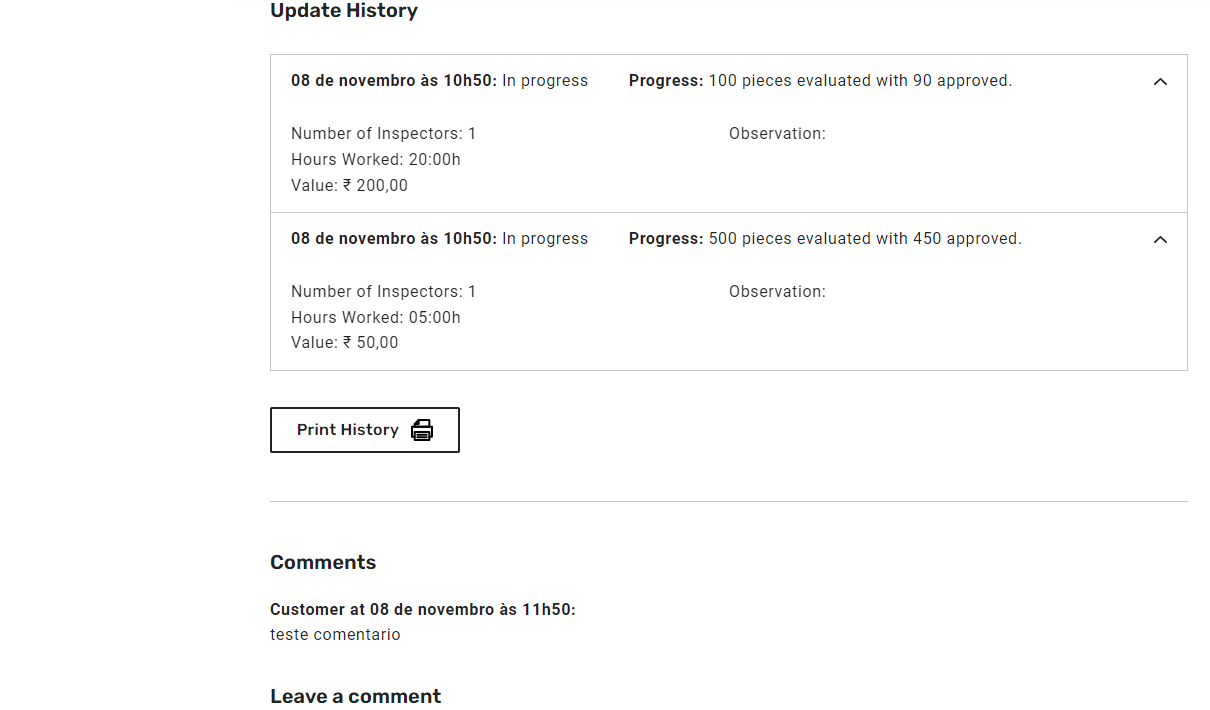 Update History
08 de novembro às 10h50: In progress Progress: 100 pieces evaluated with 90 approved.
Number of Inspectors: 1 Observation:
Hours Worked: 20:00h
Value: ₹ 200,00
08 de novembro às 10h50: In progress Progress: 500 pieces evaluated with 450 approved.
Number of Inspectors: 1 Observation:
Hours Worked: 05:00h
Value: ₹ 50,00
Print History
Comments
Customer at 08 de novembro às 11h50:
teste comentario
Leave a comment